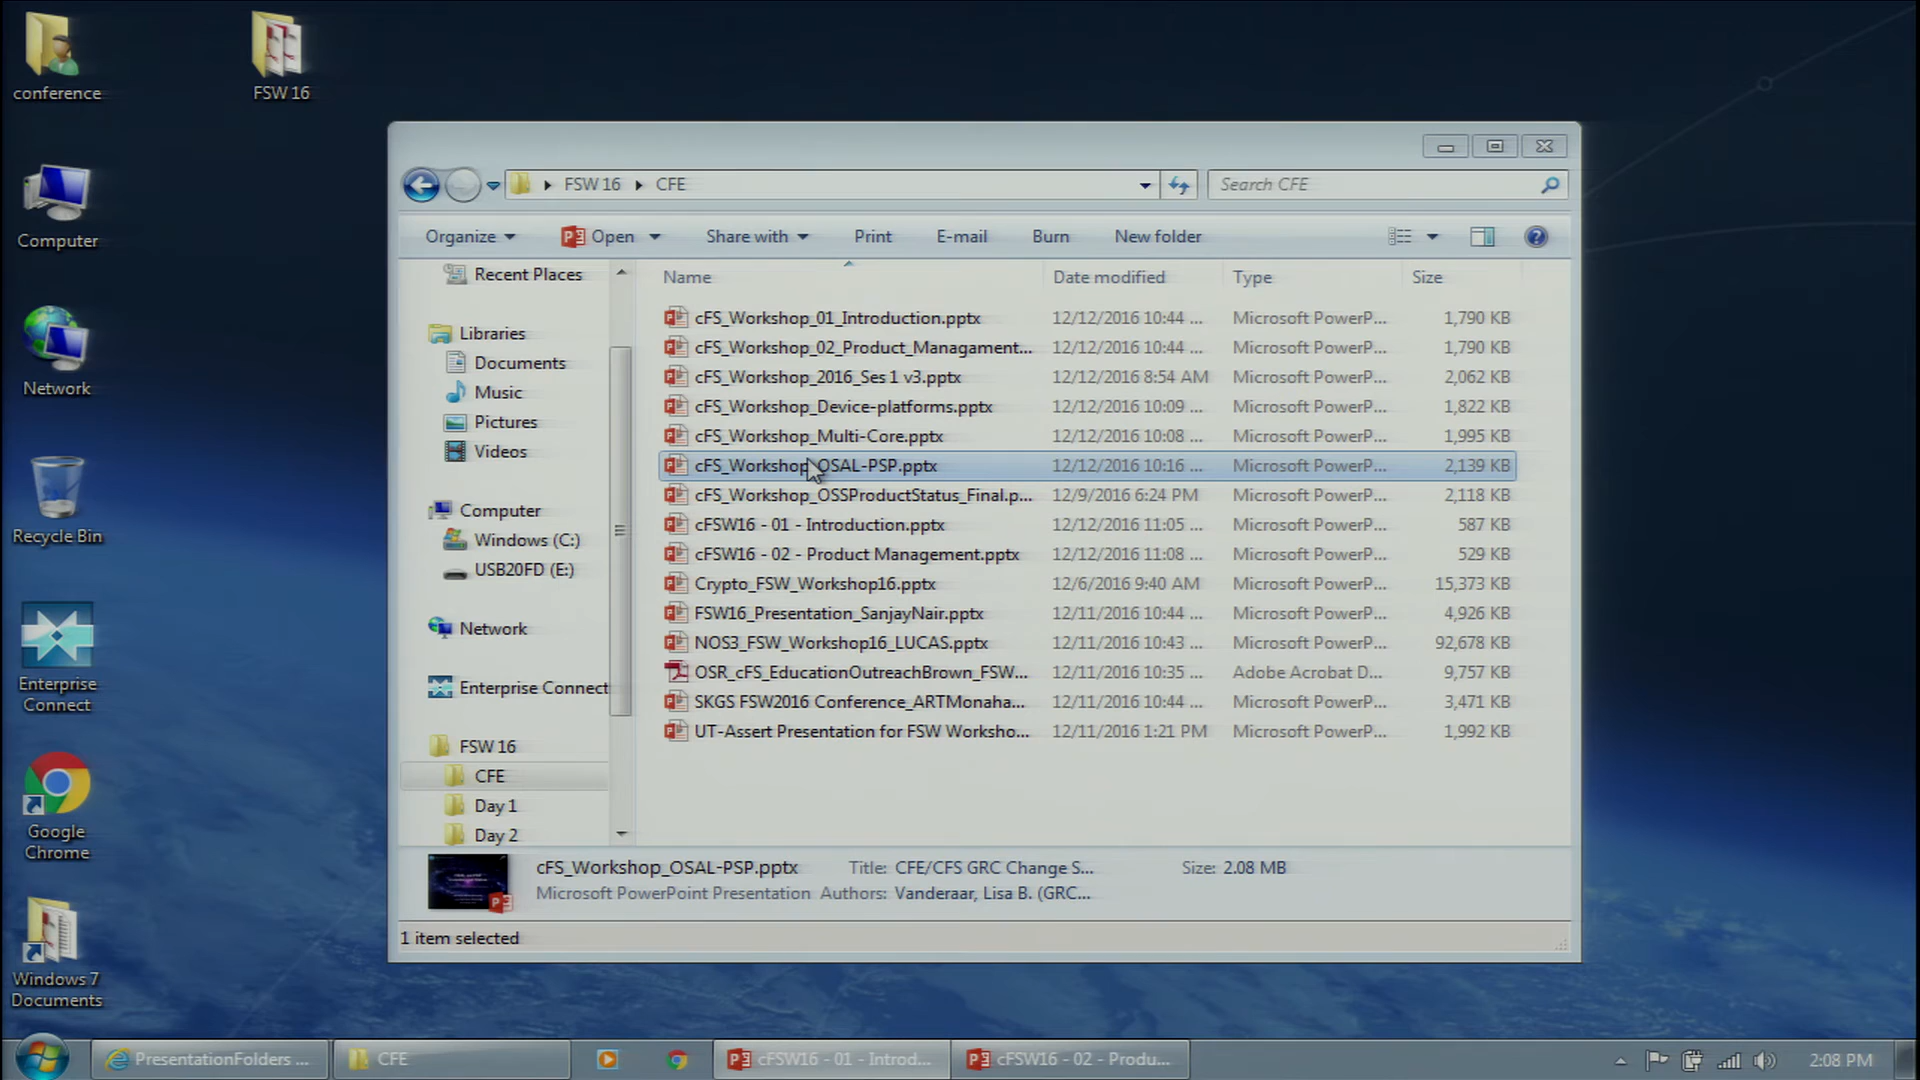 conference
FSW 16
Computer
Network
Recycle Bin
Enterprise
Connect
Google
Chrome
Windows 7
Documents
FSW 16 CFE
Search CFE
Organize Open Share with Print E-mail Burn New folder
Recent Places
Libraries
Documents
Music
Pictures
Videos
Computer
Windows (C:)
USB20FD (E:)
Network
Enterprise Connect
FSW 16
CFE
Day 1
Day 2
Name Date modified Type Size
cFS_Workshop_01_Introduction.pptx 12/12/2016 10:44 ... Microsoft PowerP... 1,790 KB
cFS_Workshop_02_Product_Managament... 12/12/2016 10:44 ... Microsoft PowerP... 1,790 KB
cFS_Workshop_2016_Ses 1 v3.pptx 12/12/2016 8:54 AM Microsoft PowerP... 2,062 KB
cFS_Workshop_Device-platforms.pptx 12/12/2016 10:09 ... Microsoft PowerP... 1,822 KB
cFS_Workshop_Multi-Core.pptx 12/12/2016 10:08 ... Microsoft PowerP... 1,995 KB
cFS_Workshop_OSAL-PSP.pptx 12/12/2016 10:16 ... Microsoft PowerP... 2,139 KB
cFS_Workshop_OSSProductStatus_Final.p... 12/9/2016 6:24 PM Microsoft PowerP... 2,118 KB
cFSW16 - 01 - Introduction.pptx 12/12/2016 11:05 ... Microsoft PowerP... 587 KB
cFSW16 - 02 - Product Management.pptx 12/12/2016 11:08 ... Microsoft PowerP... 529 KB
Crypto_FSW_Workshop16.pptx 12/6/2016 9:40 AM Microsoft PowerP... 15,373 KB
FSW16_Presentation_SanjayNair.pptx 12/11/2016 10:44 ... Microsoft PowerP... 4,926 KB
NOS3_FSW_Workshop16_LUCAS.pptx 12/11/2016 10:43 ... Microsoft PowerP... 92,678 KB
OSR_cFS_EducationOutreachBrown_FSW... 12/11/2016 10:35 ... Adobe Acrobat D... 9,757 KB
SKGS FSW2016 Conference_ARTMonaha... 12/11/2016 10:44 ... Microsoft PowerP... 3,471 KB
UT-Assert Presentation for FSW Worksho... 12/11/2016 1:21 PM Microsoft PowerP... 1,992 KB
cFS_Workshop_OSAL-PSP.pptx Title: CFE/CFS GRC Change S... Size: 2.08 MB
Microsoft PowerPoint Presentation Authors: Vanderaar, Lisa B. (GRC...
1 item selected
PresentationFolders ... CFE cFSW16 - 01 - Introd... cFSW16 - 02 - Produ... 2:08 PM